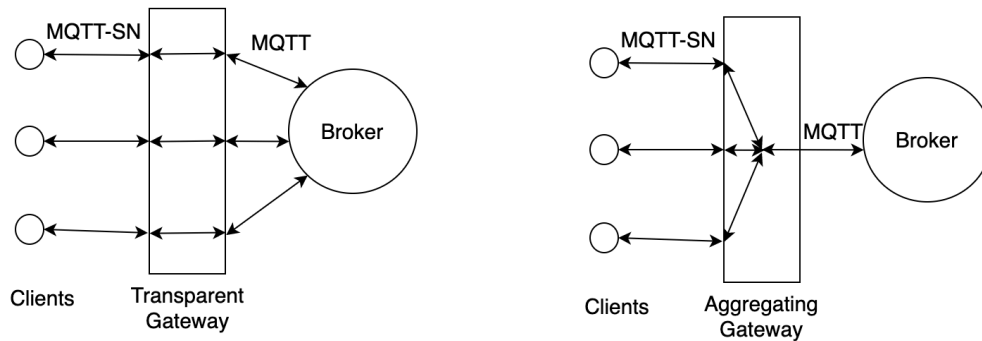 MQTT-SN
MQTT
Broker
Clients
Transparent
Gateway
MQTT-SN
MQTT
Broker
Clients
Aggregating
Gateway